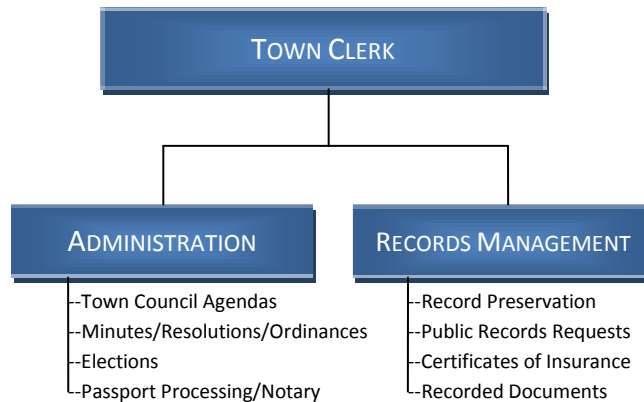 TOWN CLERK
ADMINISTRATION
--Town Council Agendas
--Minutes/Resolutions/Ordinances
--Elections
--Passport Processing/Notary
RECORDS MANAGEMENT
--Record Preservation
--Public Records Requests
--Certificates of Insurance
--Recorded Documents